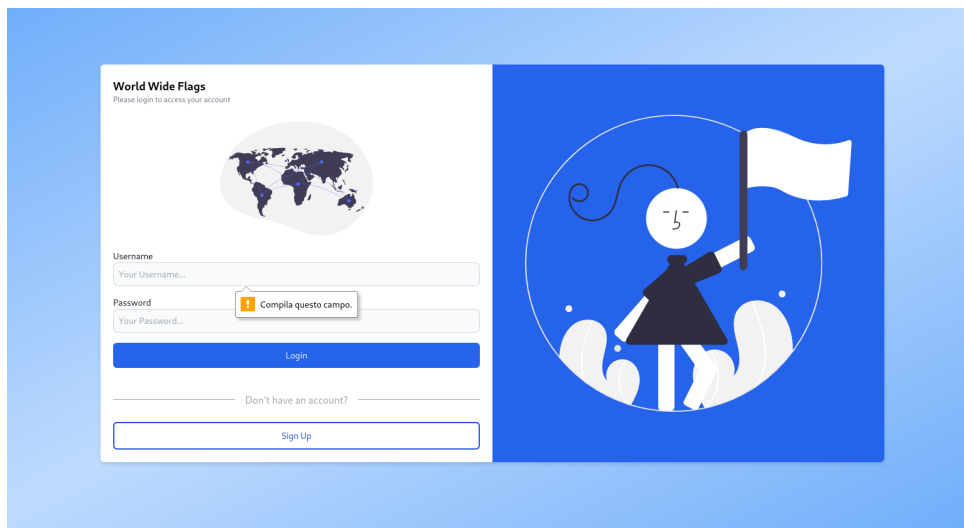 World Wide Flags
Please login to access your account
Username
Your Username...
! Compila questo campo.
Password
Your Password...
Login
Don't have an account?
Sign Up